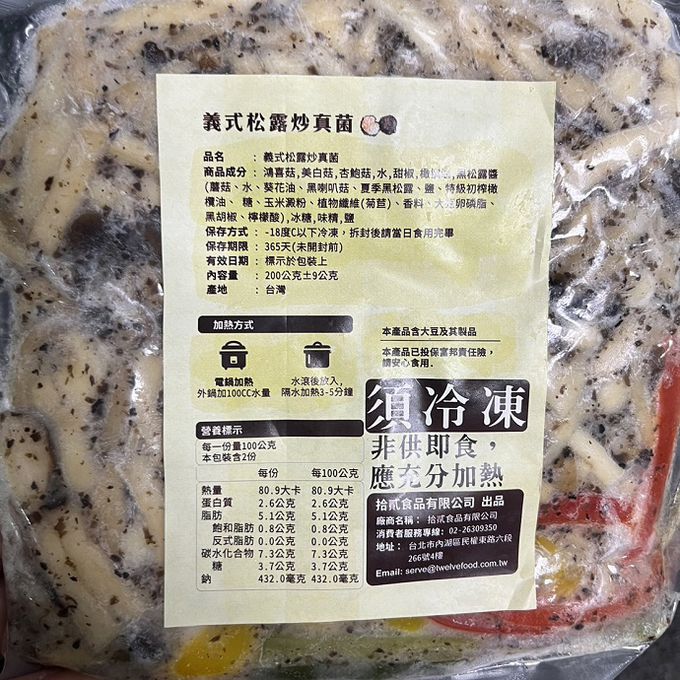 義式松露炒真菌
品名 : 義式松露炒真菌
商品成分 : 鴻喜菇,美白菇,杏鮑菇,水,甜椒,橄欖油,黑松露醬
(蘑菇、水、葵花油、黑喇叭菇、夏季黑松露、鹽、特級初榨橄
欖油、糖、玉米澱粉、植物纖維(菊苣)、香料、大豆卵磷脂、
黑胡椒、檸檬酸),冰糖,味精,鹽
保存方式 : -18度C以下冷凍,拆封後請當日食用完畢
保存期限 : 365天(未開封前)
有效日期 : 標示於包裝上
內容量 : 200公克±9公克
產地 : 台灣
加熱方式
電鍋加熱
外鍋加100CC水量
水滾後放入,
隔水加熱3-5分鐘
本產品含大豆及其製品
本產品已投保富邦責任險,
請安心食用.
須冷凍
非供即食,
應充分加熱
營養標示
每一份量100公克
本包裝含2份
每份 每100公克
熱量 80.9大卡 80.9大卡
蛋白質 2.6公克 2.6公克
脂肪 5.1公克 5.1公克
飽和脂肪 0.8公克 0.8公克
反式脂肪 0.0公克 0.0公克
碳水化合物 7.3公克 7.3公克
糖 3.7公克 3.7公克
鈉 432.0毫克 432.0毫克
拾貳食品有限公司 出品
廠商名稱: 拾貳食品有限公司
消費者服務專線: 02-26309350
地址: 台北市內湖區民權東路六段
266號4樓
Email: serve@twelvefood.com.tw